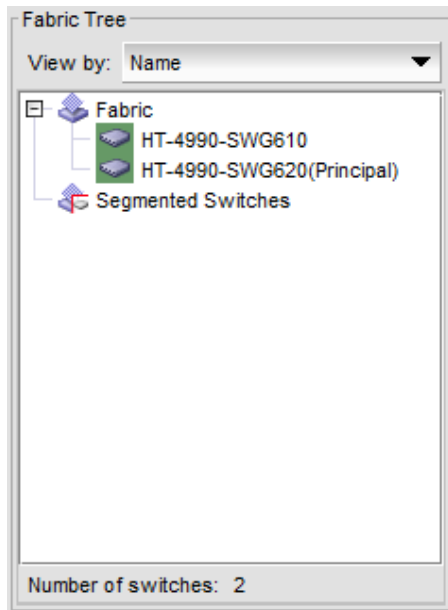 Fabric Tree
View by: Name
Fabric
HT-4990-SWG610
HT-4990-SWG620(Principal)
Segmented Switches
Number of switches: 2